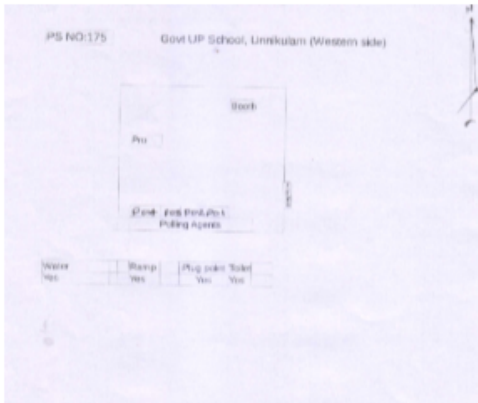 PS NO:175 Govt UP School, Unnikulam (Western side)
Booth
Pro
Polling Agents
Water Ramp Plug point Toilet
Yes Yes Yes Yes